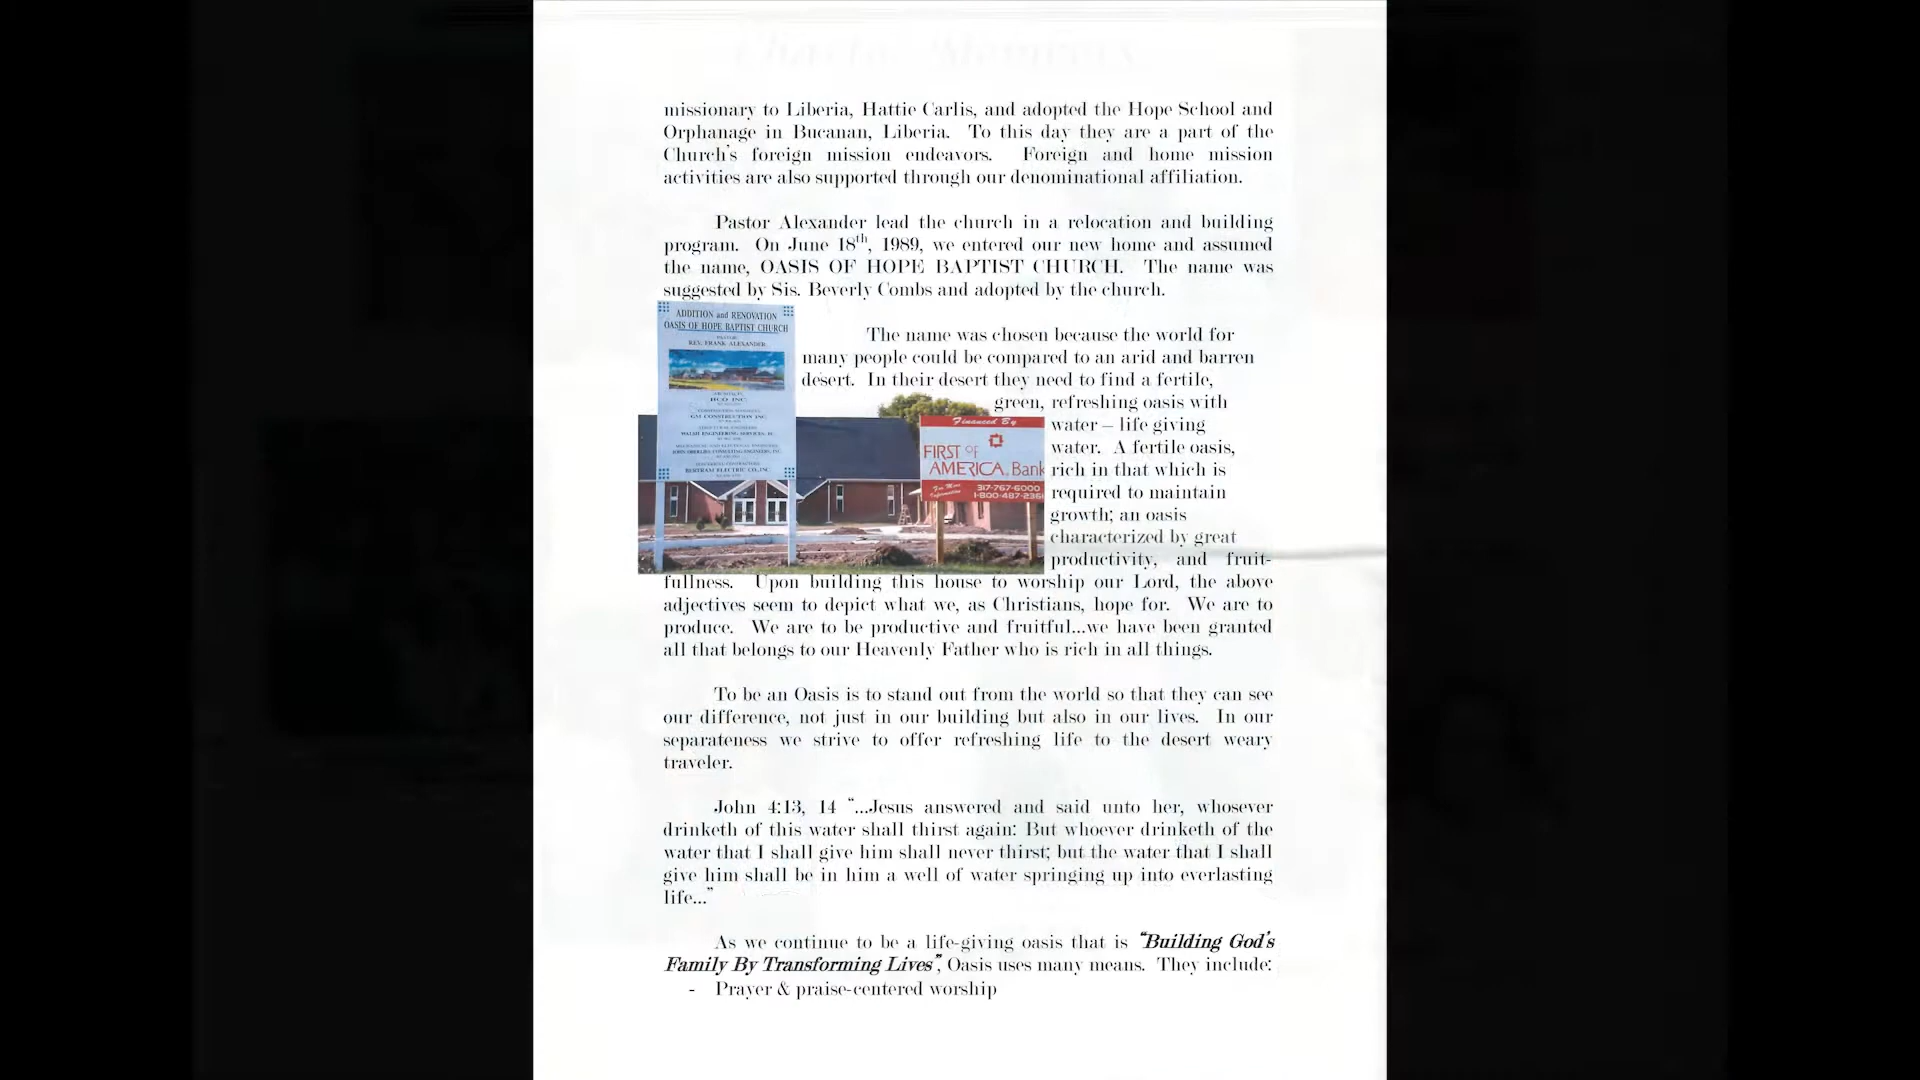 missionary to Liberia, Hattie Carlis, and adopted the Hope School and
Orphanage in Bucanan, Liberia. To this day they are a part of the
Church's foreign mission endeavors. Foreign and home mission
activities are also supported through our denominational affiliation.
Pastor Alexander lead the church in a relocation and building
program. On June 18th, 1989, we entered our new home and assumed
the name, OASIS OF HOPE BAPTIST CHURCH. The name was
suggested by Sis. Beverly Combs and adopted by the church.
ADDITION and RENOVATION
OASIS OF HOPE BAPTIST CHURCH
PASTOR
REV. FRANK ALEXANDER
HCO INC
GM CONSTRUCTION INC
WALSH ENGINEERING SERVICES
BERTRAM ELECTRIC CO., INC
Financed By
FIRST OF
AMERICA Bank
For More Information
317-767-6000
1-800-487-236
The name was chosen because the world for
many people could be compared to an arid and barren
desert. In their desert they need to find a fertile,
green, refreshing oasis with
water – life giving
water. A fertile oasis,
rich in that which is
required to maintain
growth; an oasis
characterized by great
productivity, and fruit-
fullness. Upon building this house to worship our Lord, the above
adjectives seem to depict what we, as Christians, hope for. We are to
produce. We are to be productive and fruitful...we have been granted
all that belongs to our Heavenly Father who is rich in all things.
To be an Oasis is to stand out from the world so that they can see
our difference, not just in our building but also in our lives. In our
separateness we strive to offer refreshing life to the desert weary
traveler.
John 4:13, 14 “...Jesus answered and said unto her, whosever
drinketh of this water shall thirst again: But whoever drinketh of the
water that I shall give him shall never thirst; but the water that I shall
give him shall be in him a well of water springing up into everlasting
life...”
As we continue to be a life-giving oasis that is “Building God's
Family By Transforming Lives”, Oasis uses many means. They include:
- Prayer & praise-centered worship